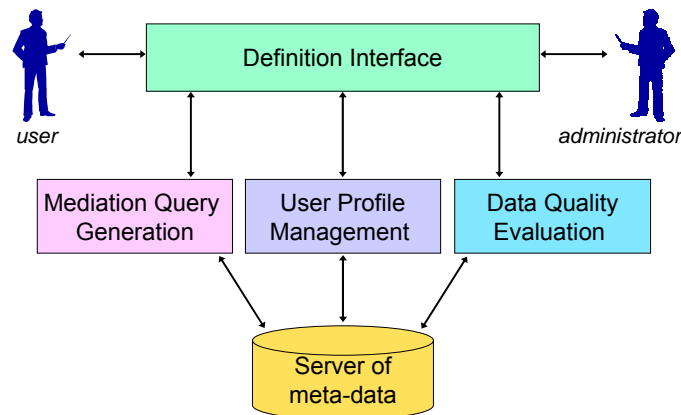 Definition Interface
user
administrator
Mediation Query
Generation
User Profile
Management
Data Quality
Evaluation
Server of
meta-data